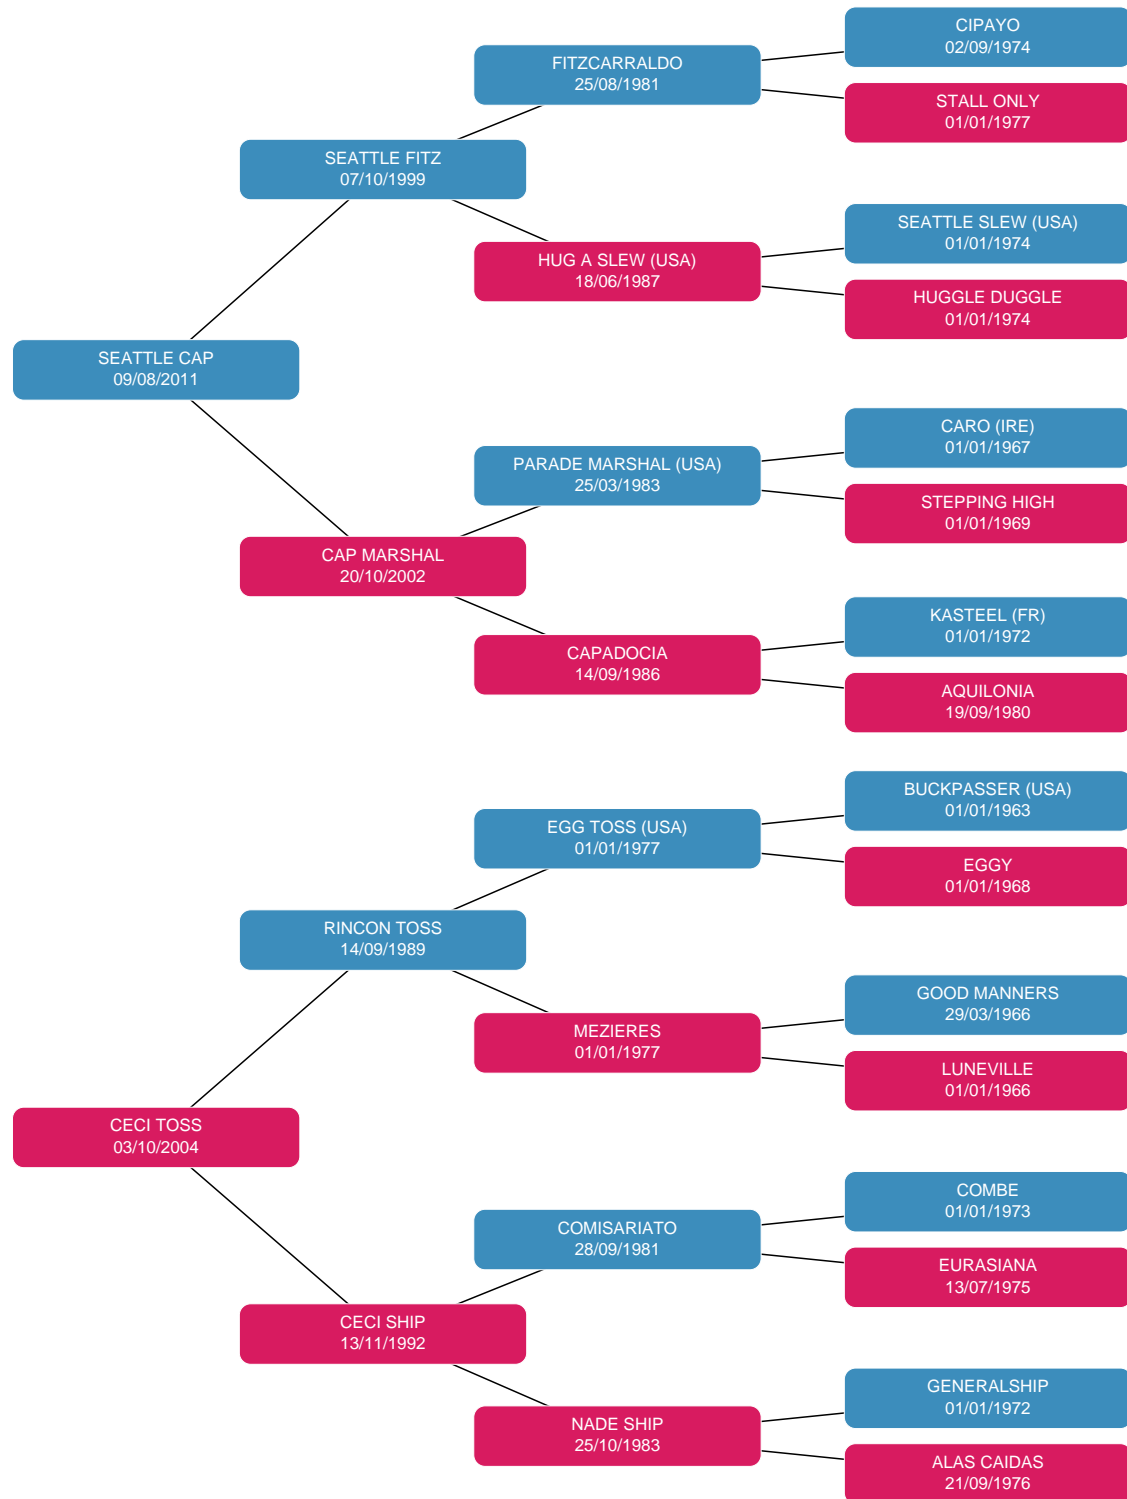 CIPAYO
02/09/1974
FITZCARRALDO
25/08/1981
STALL ONLY
01/01/1977
SEATTLE FITZ
07/10/1999
SEATTLE SLEW (USA)
01/01/1974
HUG A SLEW (USA)
18/06/1987
HUGGLE DUGGLE
01/01/1974
SEATTLE CAP
09/08/2011
CARO (IRE)
01/01/1967
PARADE MARSHAL (USA)
25/03/1983
STEPPING HIGH
01/01/1969
CAP MARSHAL
20/10/2002
KASTEEL (FR)
01/01/1972
CAPADOCIA
14/09/1986
AQUILONIA
19/09/1980
BUCKPASSER (USA)
01/01/1963
EGG TOSS (USA)
01/01/1977
EGGY
01/01/1968
RINCON TOSS
14/09/1989
GOOD MANNERS
29/03/1966
MEZIERES
01/01/1977
LUNEVILLE
01/01/1966
CECI TOSS
03/10/2004
COMBE
01/01/1973
COMISARIATO
28/09/1981
EURASIANA
13/07/1975
CECI SHIP
13/11/1992
GENERALSHIP
01/01/1972
NADE SHIP
25/10/1983
ALAS CAIDAS
21/09/1976